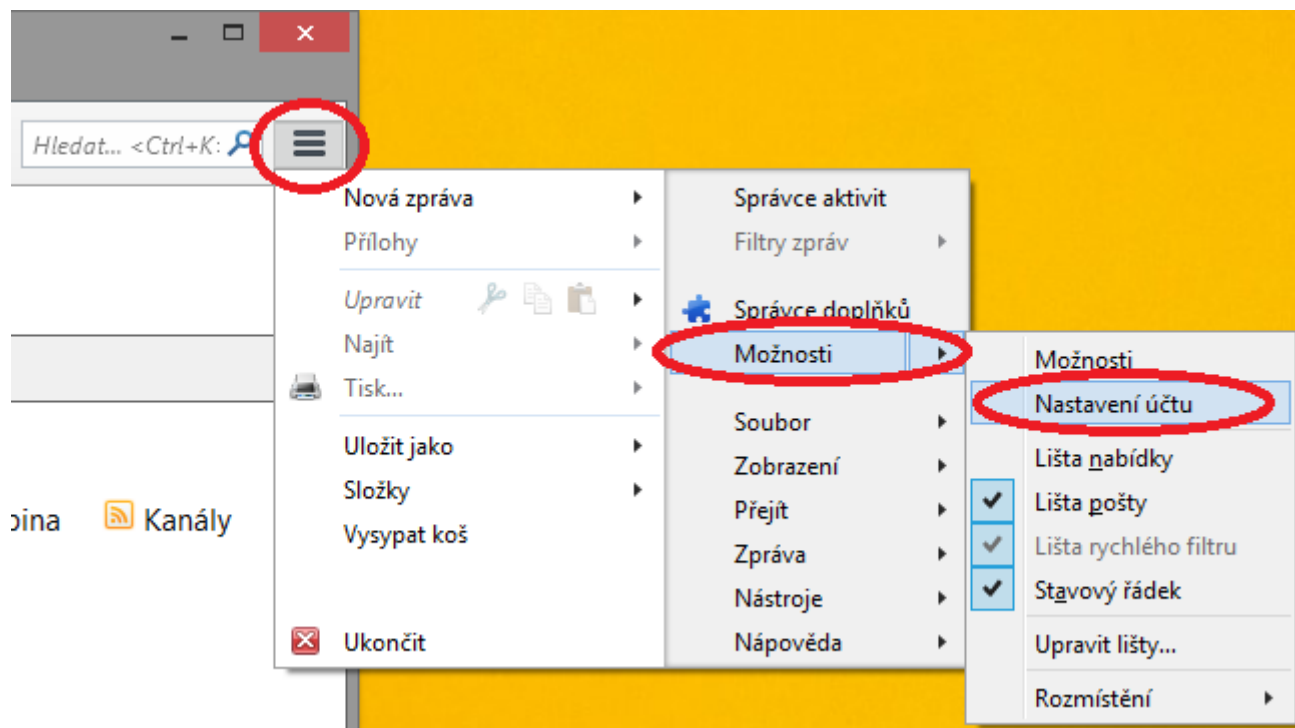 Hledat... <Ctrl+K:
Nová zpráva
Přílohy
Upravit
Najít
Tisk...
Uložit jako
Složky
Vysypat koš
Ukončit
Správce aktivit
Filtry zpráv
Správce doplňků
Možnosti
Soubor
Zobrazení
Přejít
Zpráva
Nástroje
Nápověda
Možnosti
Nastavení účtu
Lišta nabídky
Lišta pošty
Lišta rychlého filtru
Stavový řádek
Upravit lišty...
Rozmístění
pina
Kanály